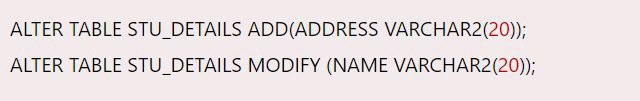 ALTER TABLE STU_DETAILS ADD(ADDRESS VARCHAR2(20));
ALTER TABLE STU_DETAILS MODIFY (NAME VARCHAR2(20));